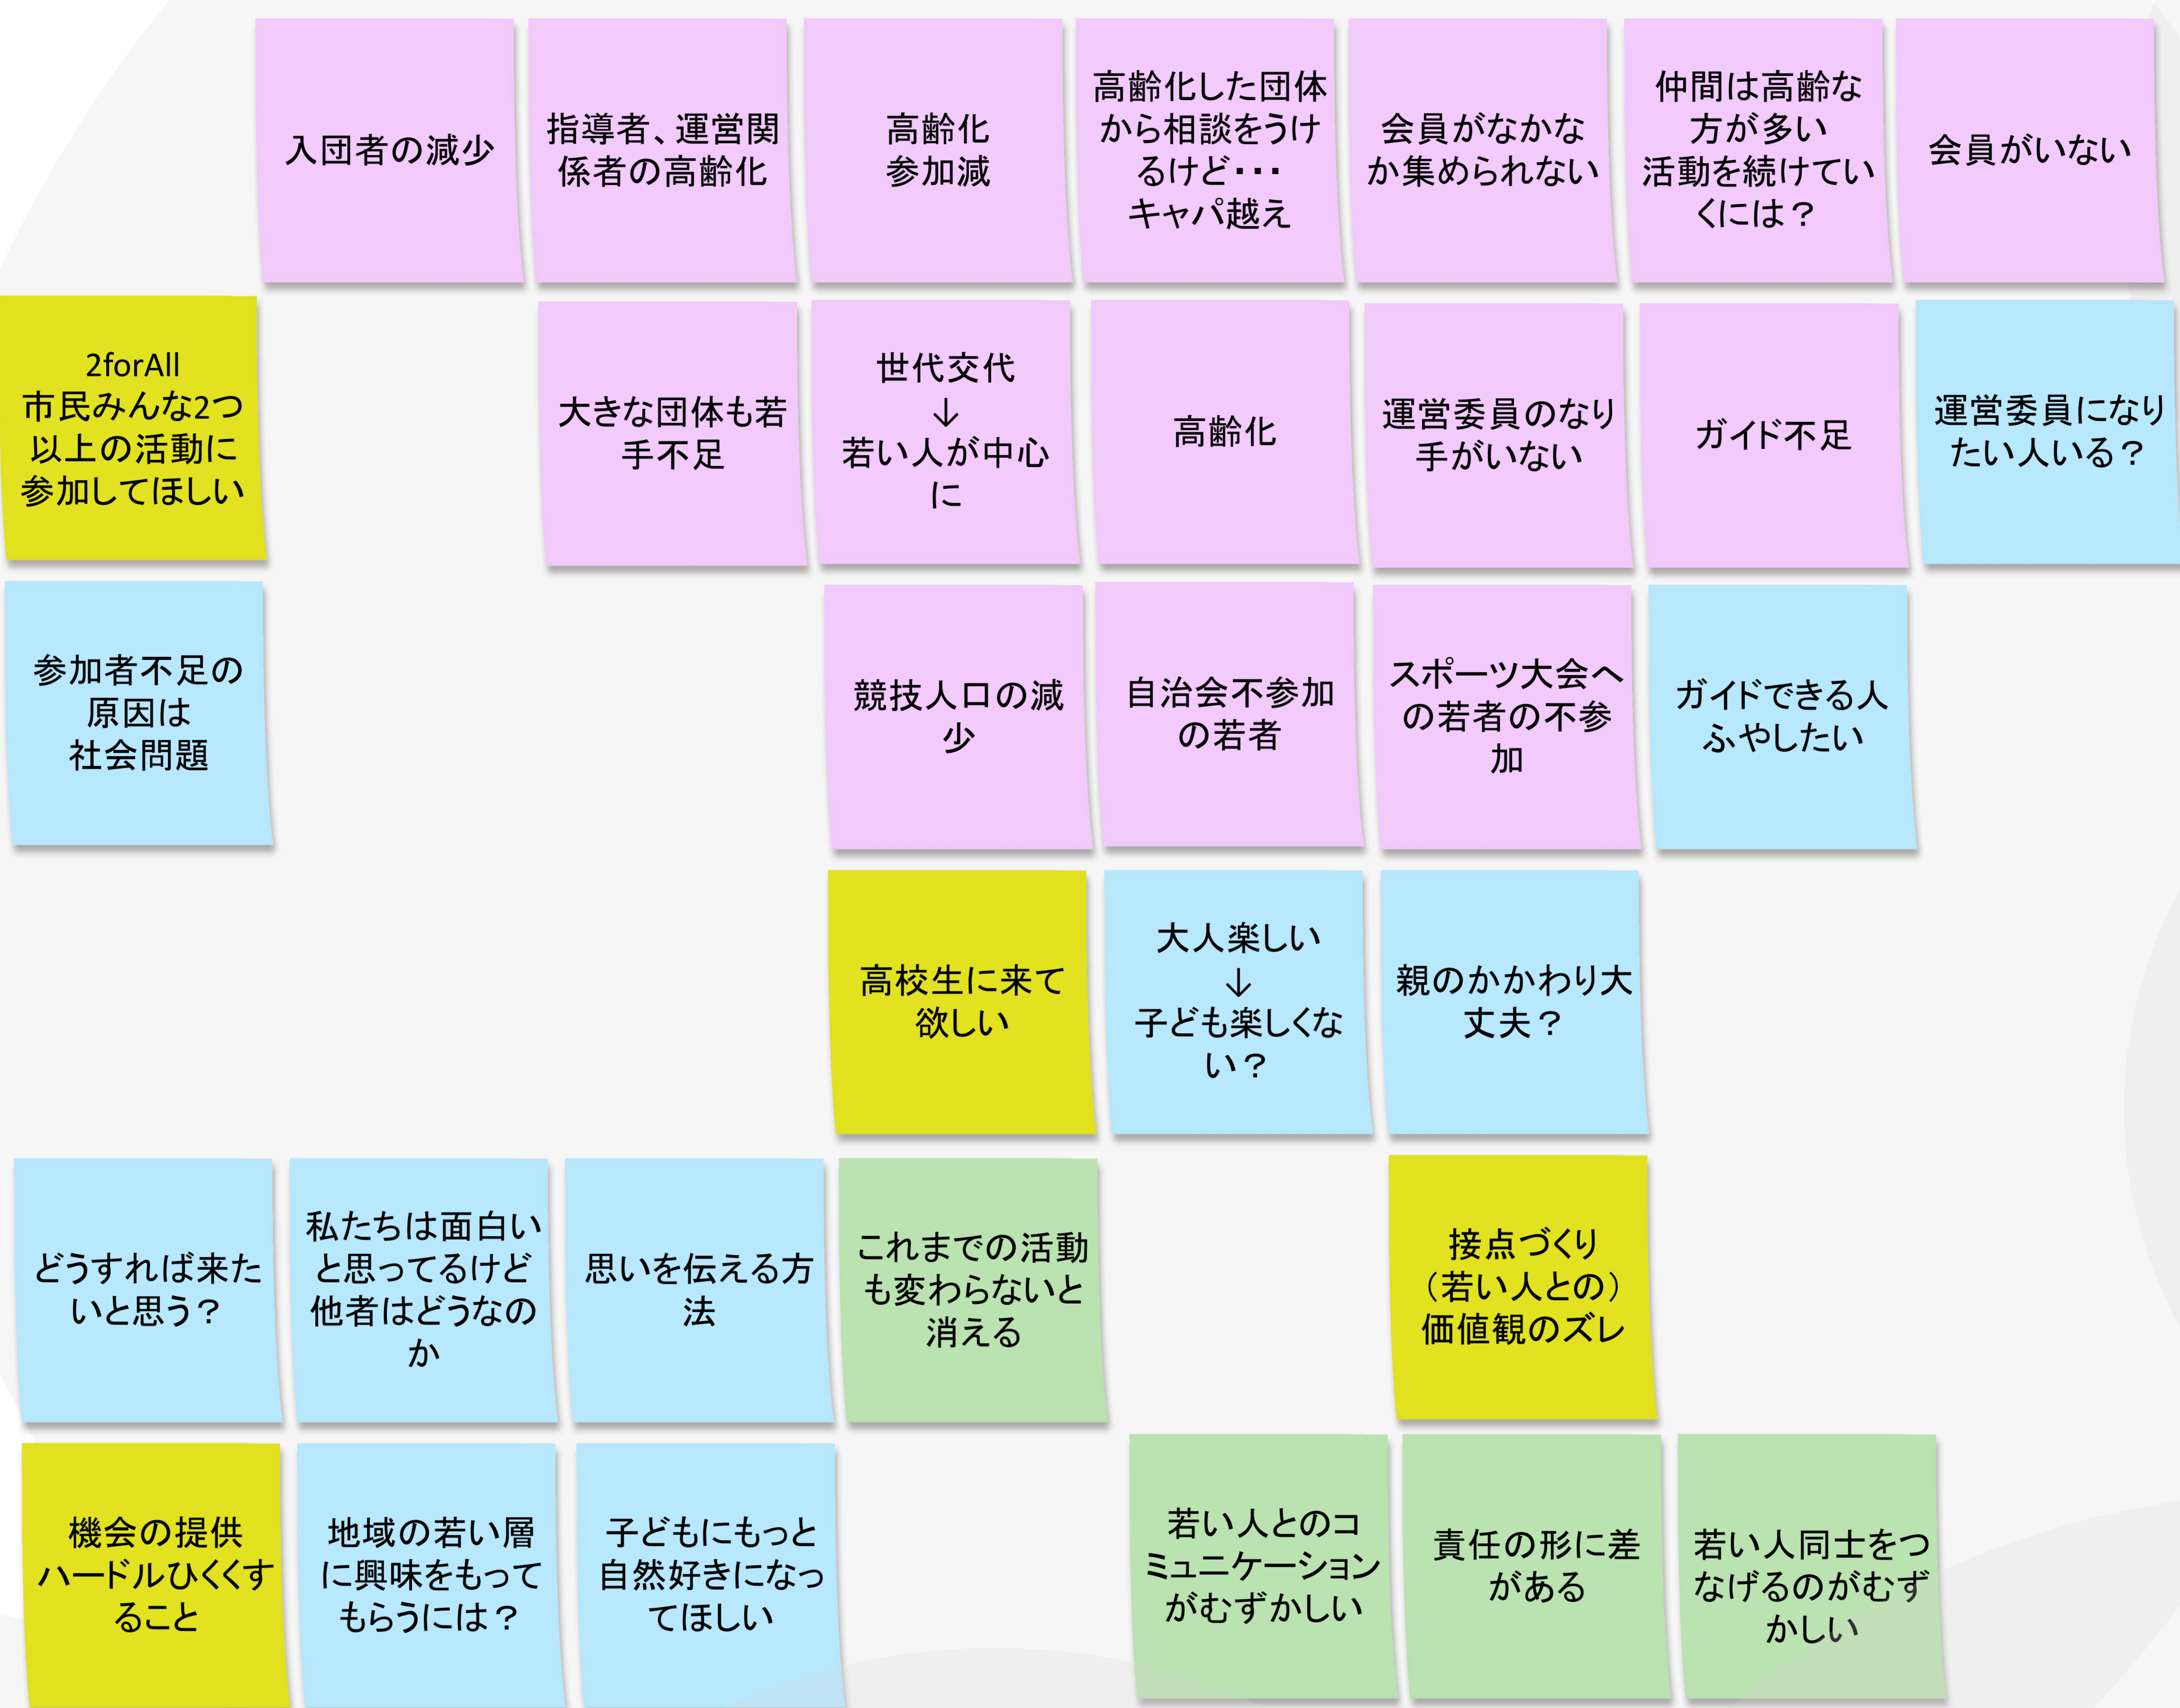 入団者の減少
指導者、運営関
係者の高齢化
高齢化
参加減
高齢化した団体
から相談をうけ
るけど・・・
キャパ越え
会員がなかな
か集められない
仲間は高齢な
方が多い
活動を続けてい
くには？
会員がいない
2forAll
市民みんな2つ
以上の活動に
参加してほしい
大きな団体も若
手不足
世代交代
↓
若い人が中心
に
高齢化
運営委員のなり
手がいない
ガイド不足
運営委員になり
たい人いる？
参加者不足の
原因は
社会問題
競技人口の減
少
自治会不参加
の若者
スポーツ大会へ
の若者の不参
加
ガイドできる人
ふやしたい
高校生に来て
欲しい
大人楽しい
↓
子ども楽しくな
い？
親のかかわり大
丈夫？
どうすれば来た
いと思う？
私たちは面白い
と思ってるけど
他者はどうなの
か
思いを伝える方
法
これまでの活動
も変わらないと
消える
接点づくり
（若い人との）
価値観のズレ
機会の提供
ハードルひくくす
ること
地域の若い層
に興味をもって
もらうには？
子どもにもっと
自然好きになっ
てほしい
若い人とのコ
ミュニケーション
がむずかしい
責任の形に差
がある
若い人同士をつ
なげるのがむず
かしい